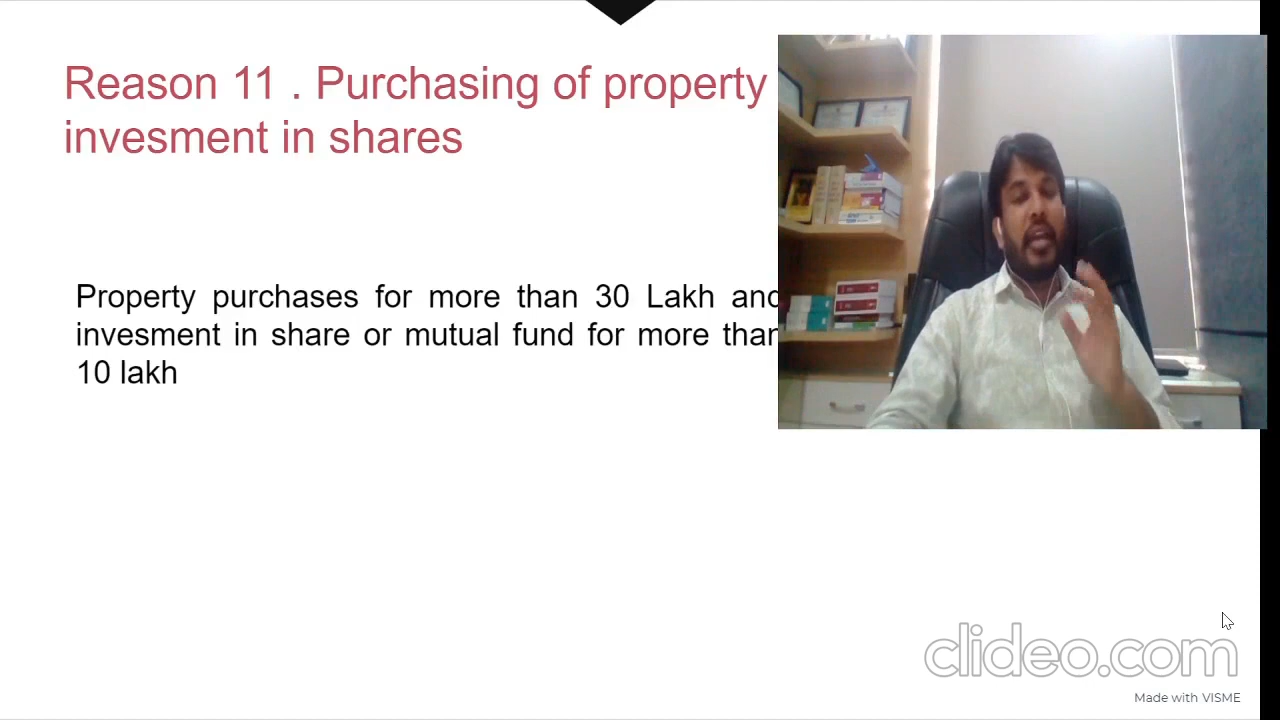 Reason 11 . Purchasing of property
invesment in shares
Property purchases for more than 30 Lakh and
invesment in share or mutual fund for more than
10 lakh
clideo.com
Made with VISME